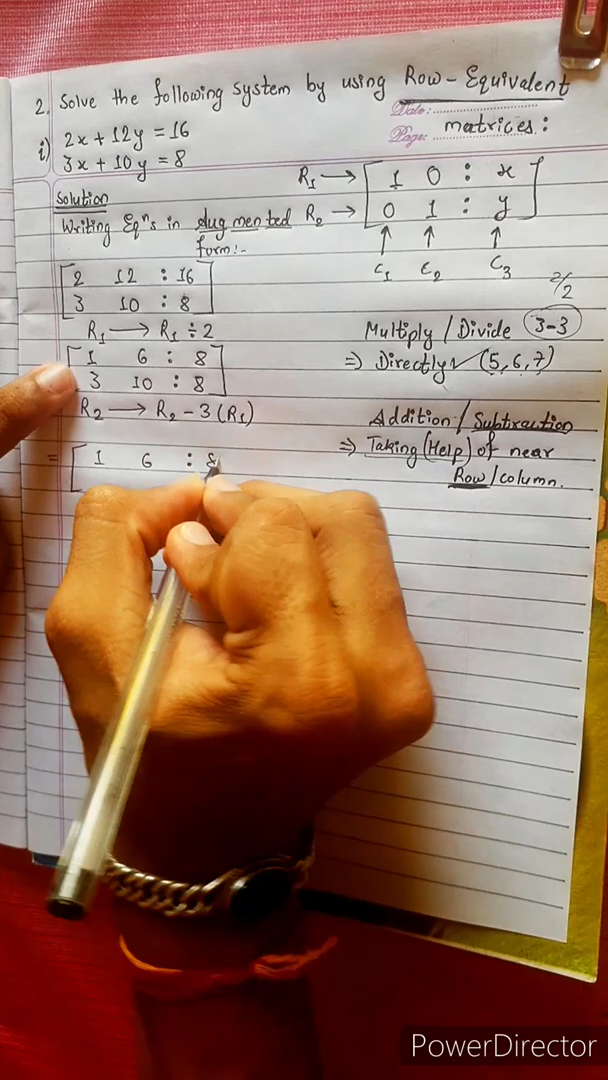 2. Solve the following system by using Row-Equivalent
Date:
Page:
matrices:
i) 2x + 12y = 16
3x + 10y = 8
Solution
Writing Eqⁿs in Augmented
form:-
[2 12 : 16]
[3 10 : 8]
R₁ → R₁ ÷ 2
[1 6 : 8]
[3 10 : 8]
R₂ → R₂ - 3(R₁)
= [1 6 : 8
R₁ → [1 0 : x]
R₂ → [0 1 : y]
↑ ↑ ↑
C₁ C₂ C₃
2/2
Multiply / Divide 3-3
⇒ Directly ✓ (5, 6, 7)
Addition / Subtraction
⇒ Taking (Help) of near
Row/column.
PowerDirector